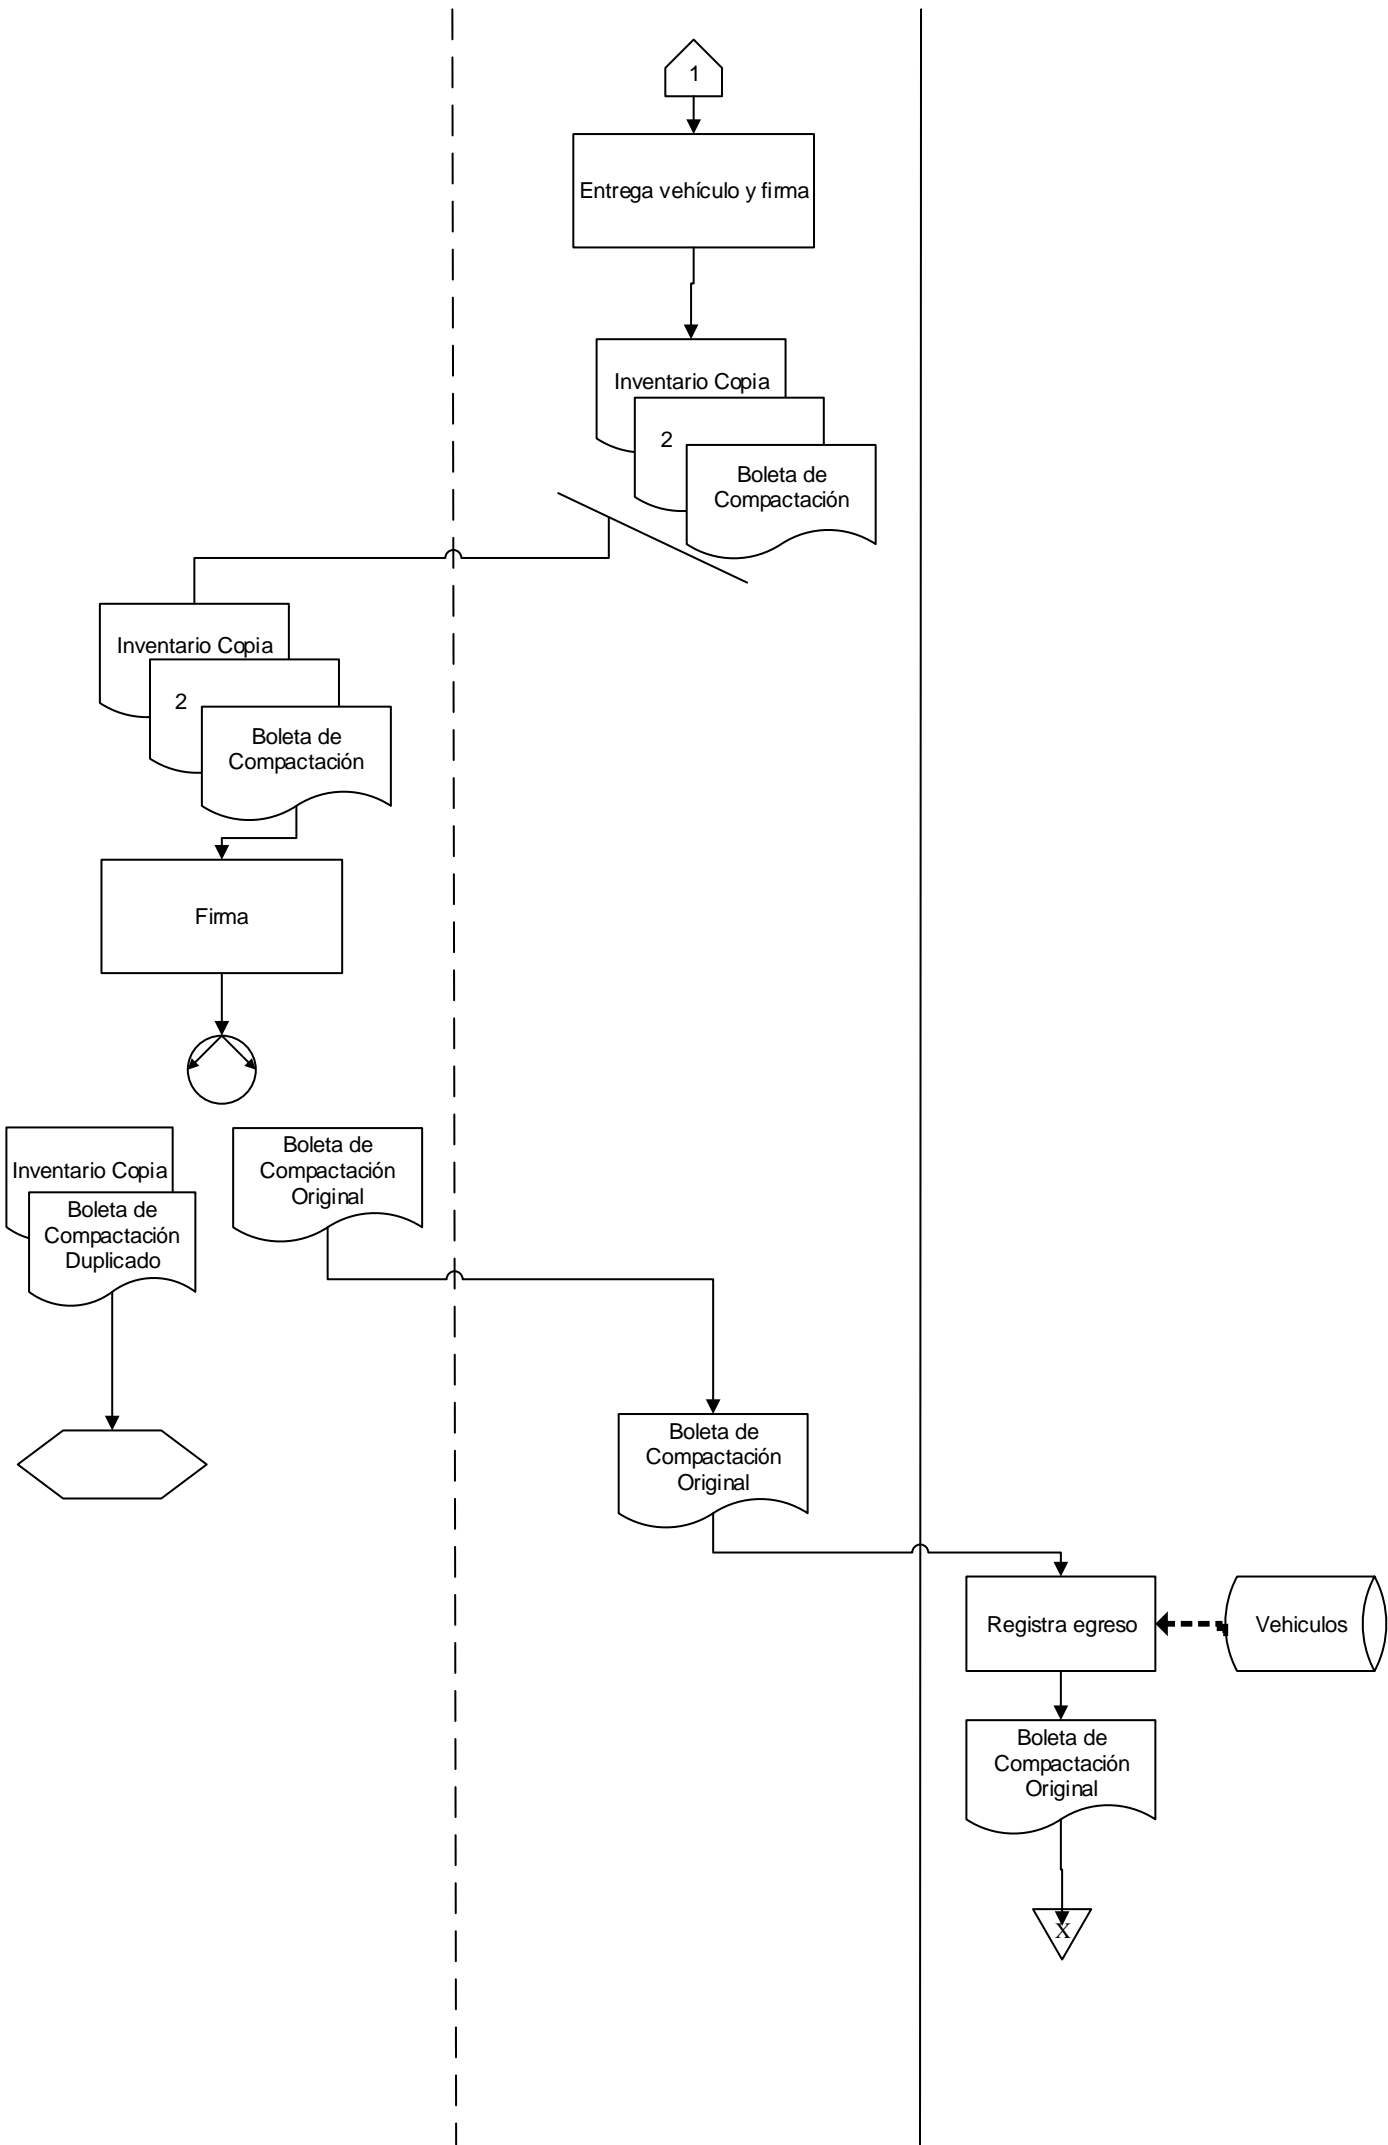 1
Entrega vehículo y firma
Inventario Copia
2
Boleta de
Compactación
Inventario Copia
2
Boleta de
Compactación
Firma
Inventario Copia
Boleta de
Compactación
Duplicado
Boleta de
Compactación
Original
Boleta de
Compactación
Original
Registra egreso
Vehiculos
Boleta de
Compactación
Original
X